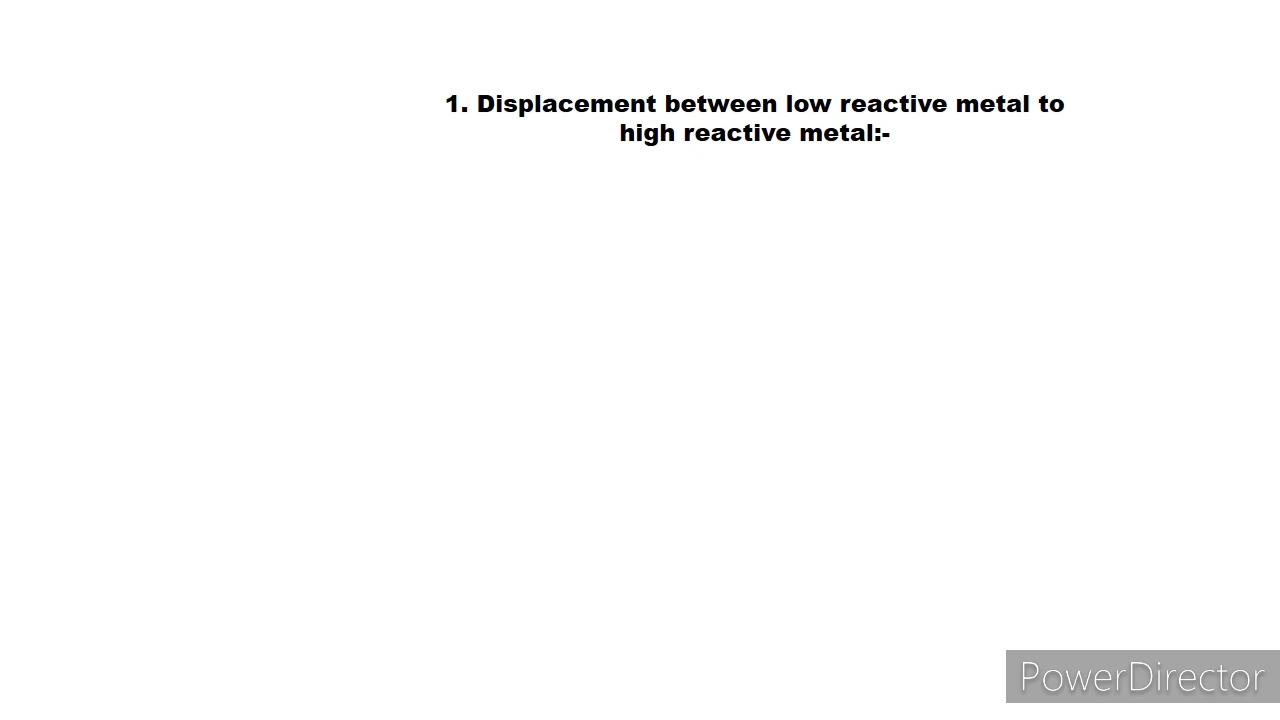 1. Displacement between low reactive metal to
high reactive metal:-
PowerDirector